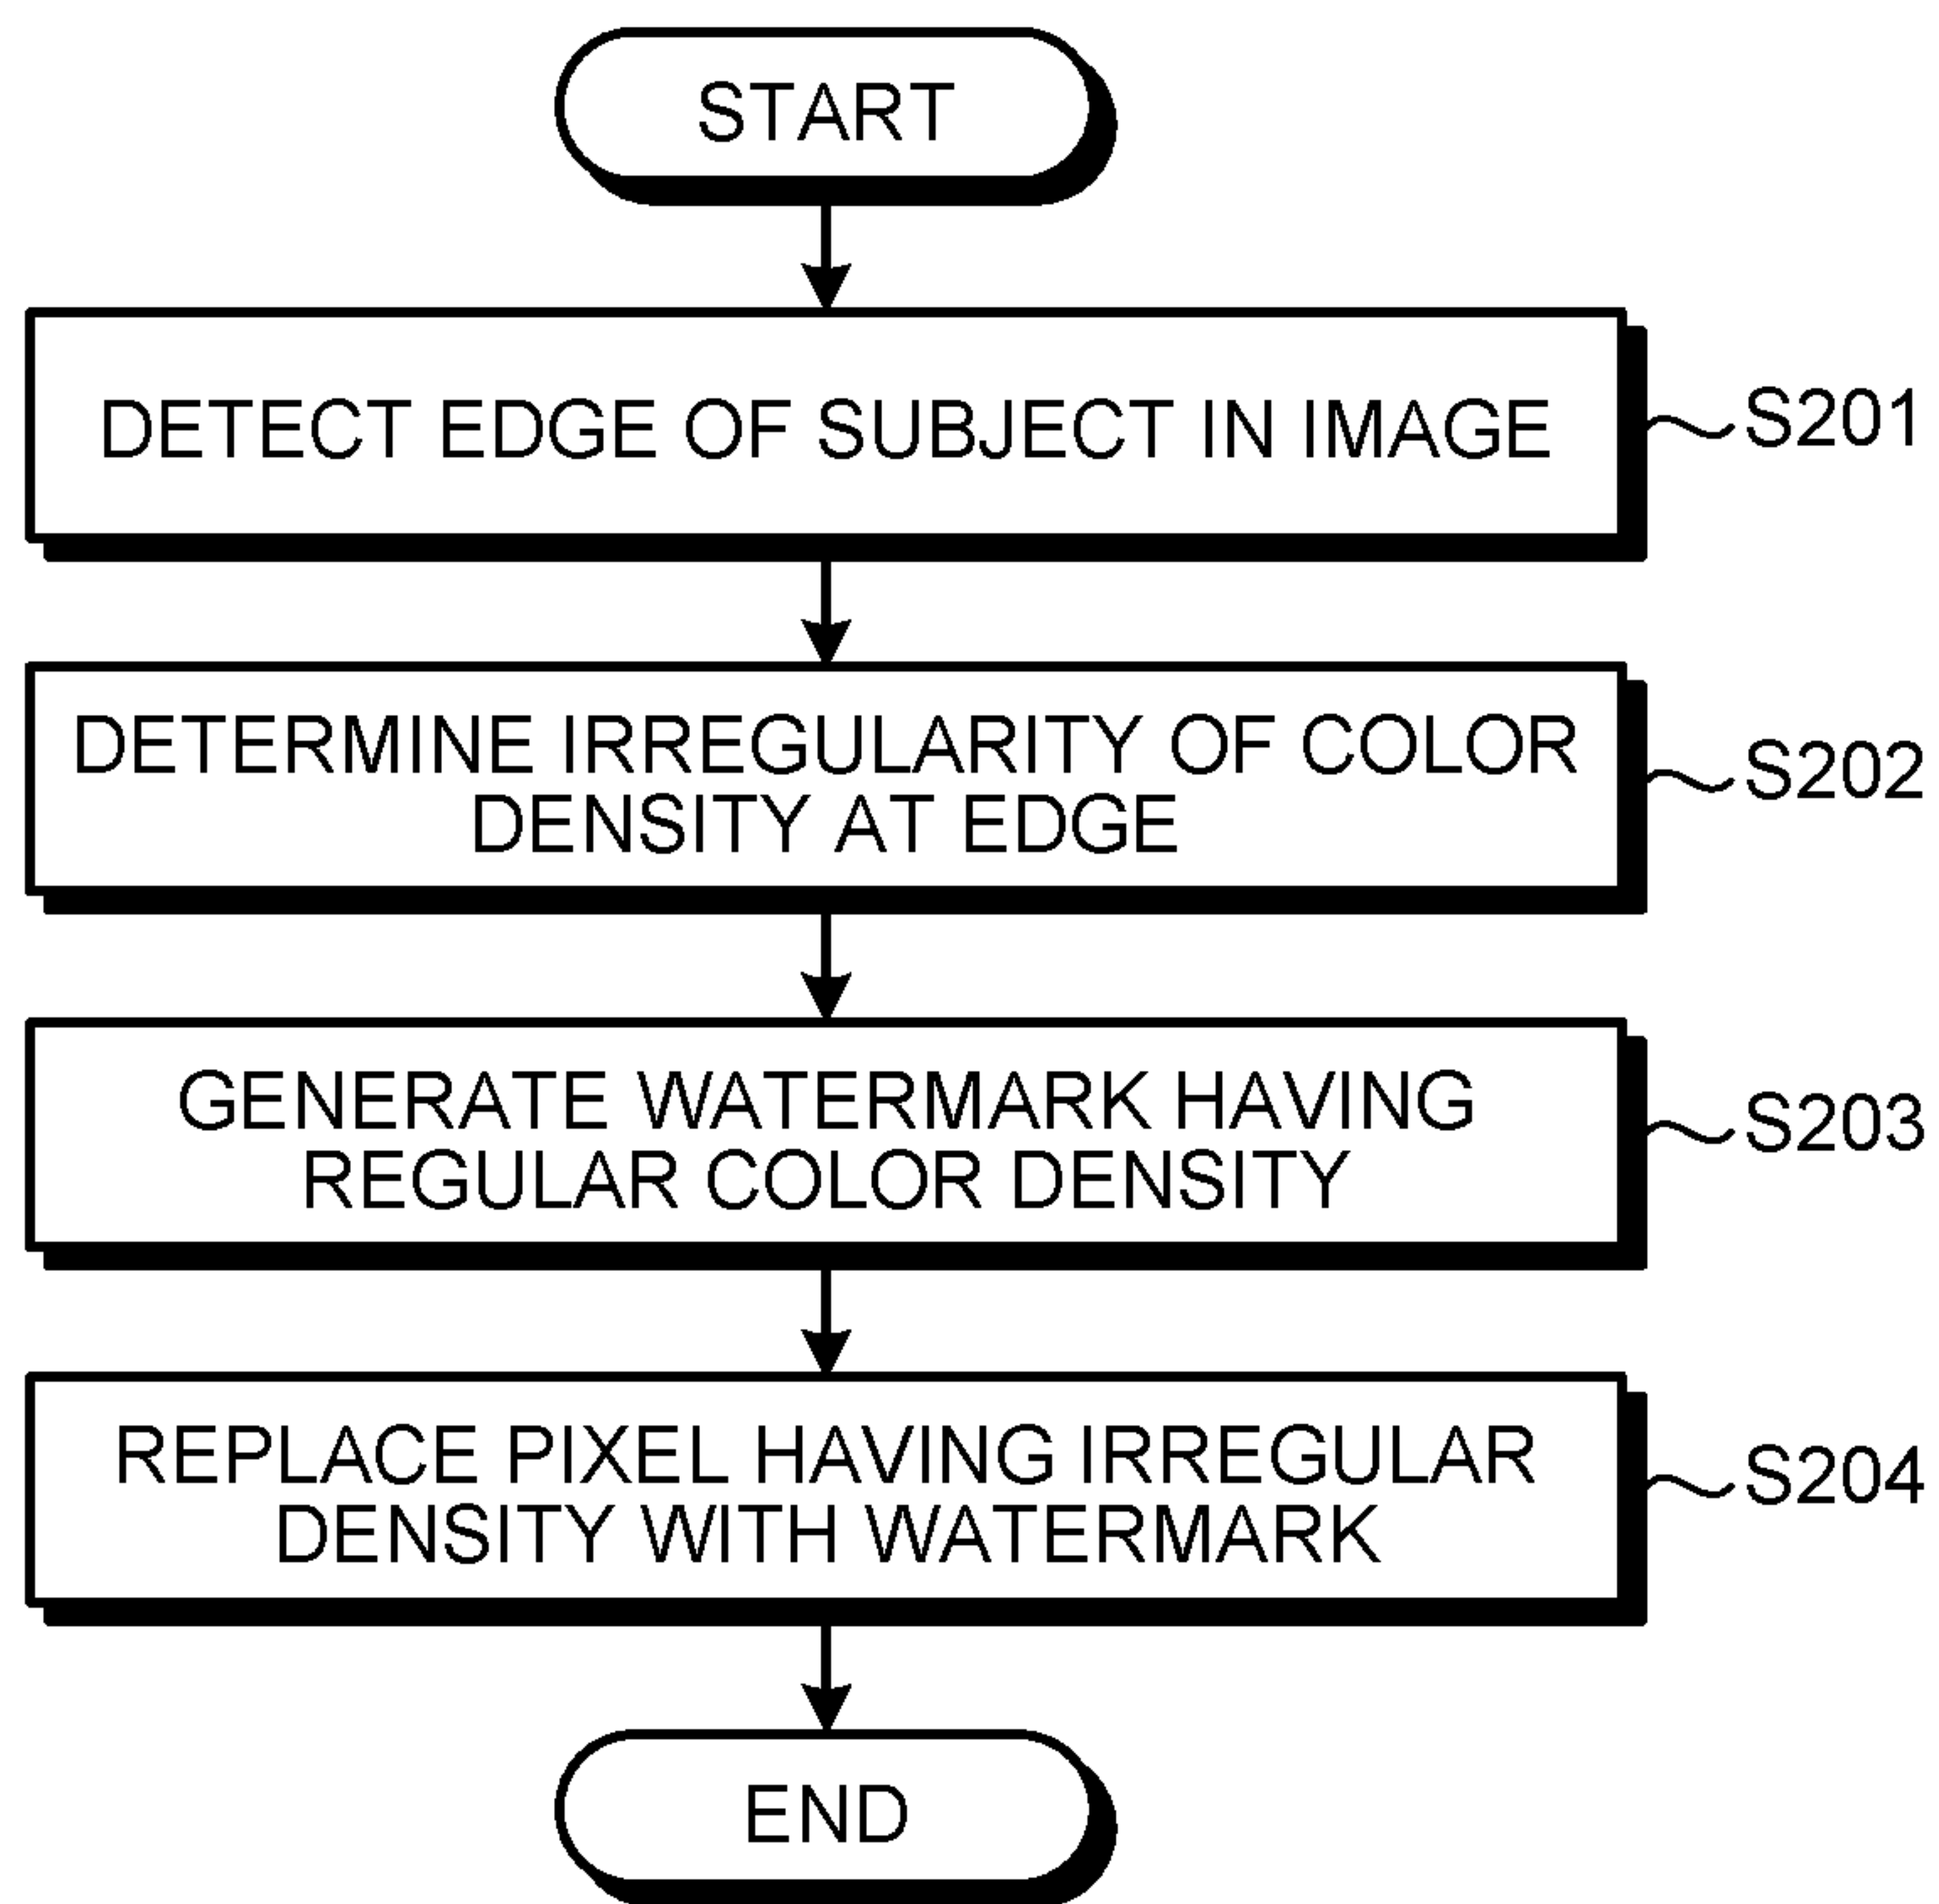 START
DETECT EDGE OF SUBJECT IN IMAGE
S201
DETERMINE IRREGULARITY OF COLOR
DENSITY AT EDGE
S202
GENERATE WATERMARK HAVING
REGULAR COLOR DENSITY
S203
REPLACE PIXEL HAVING IRREGULAR
DENSITY WITH WATERMARK
S204
END